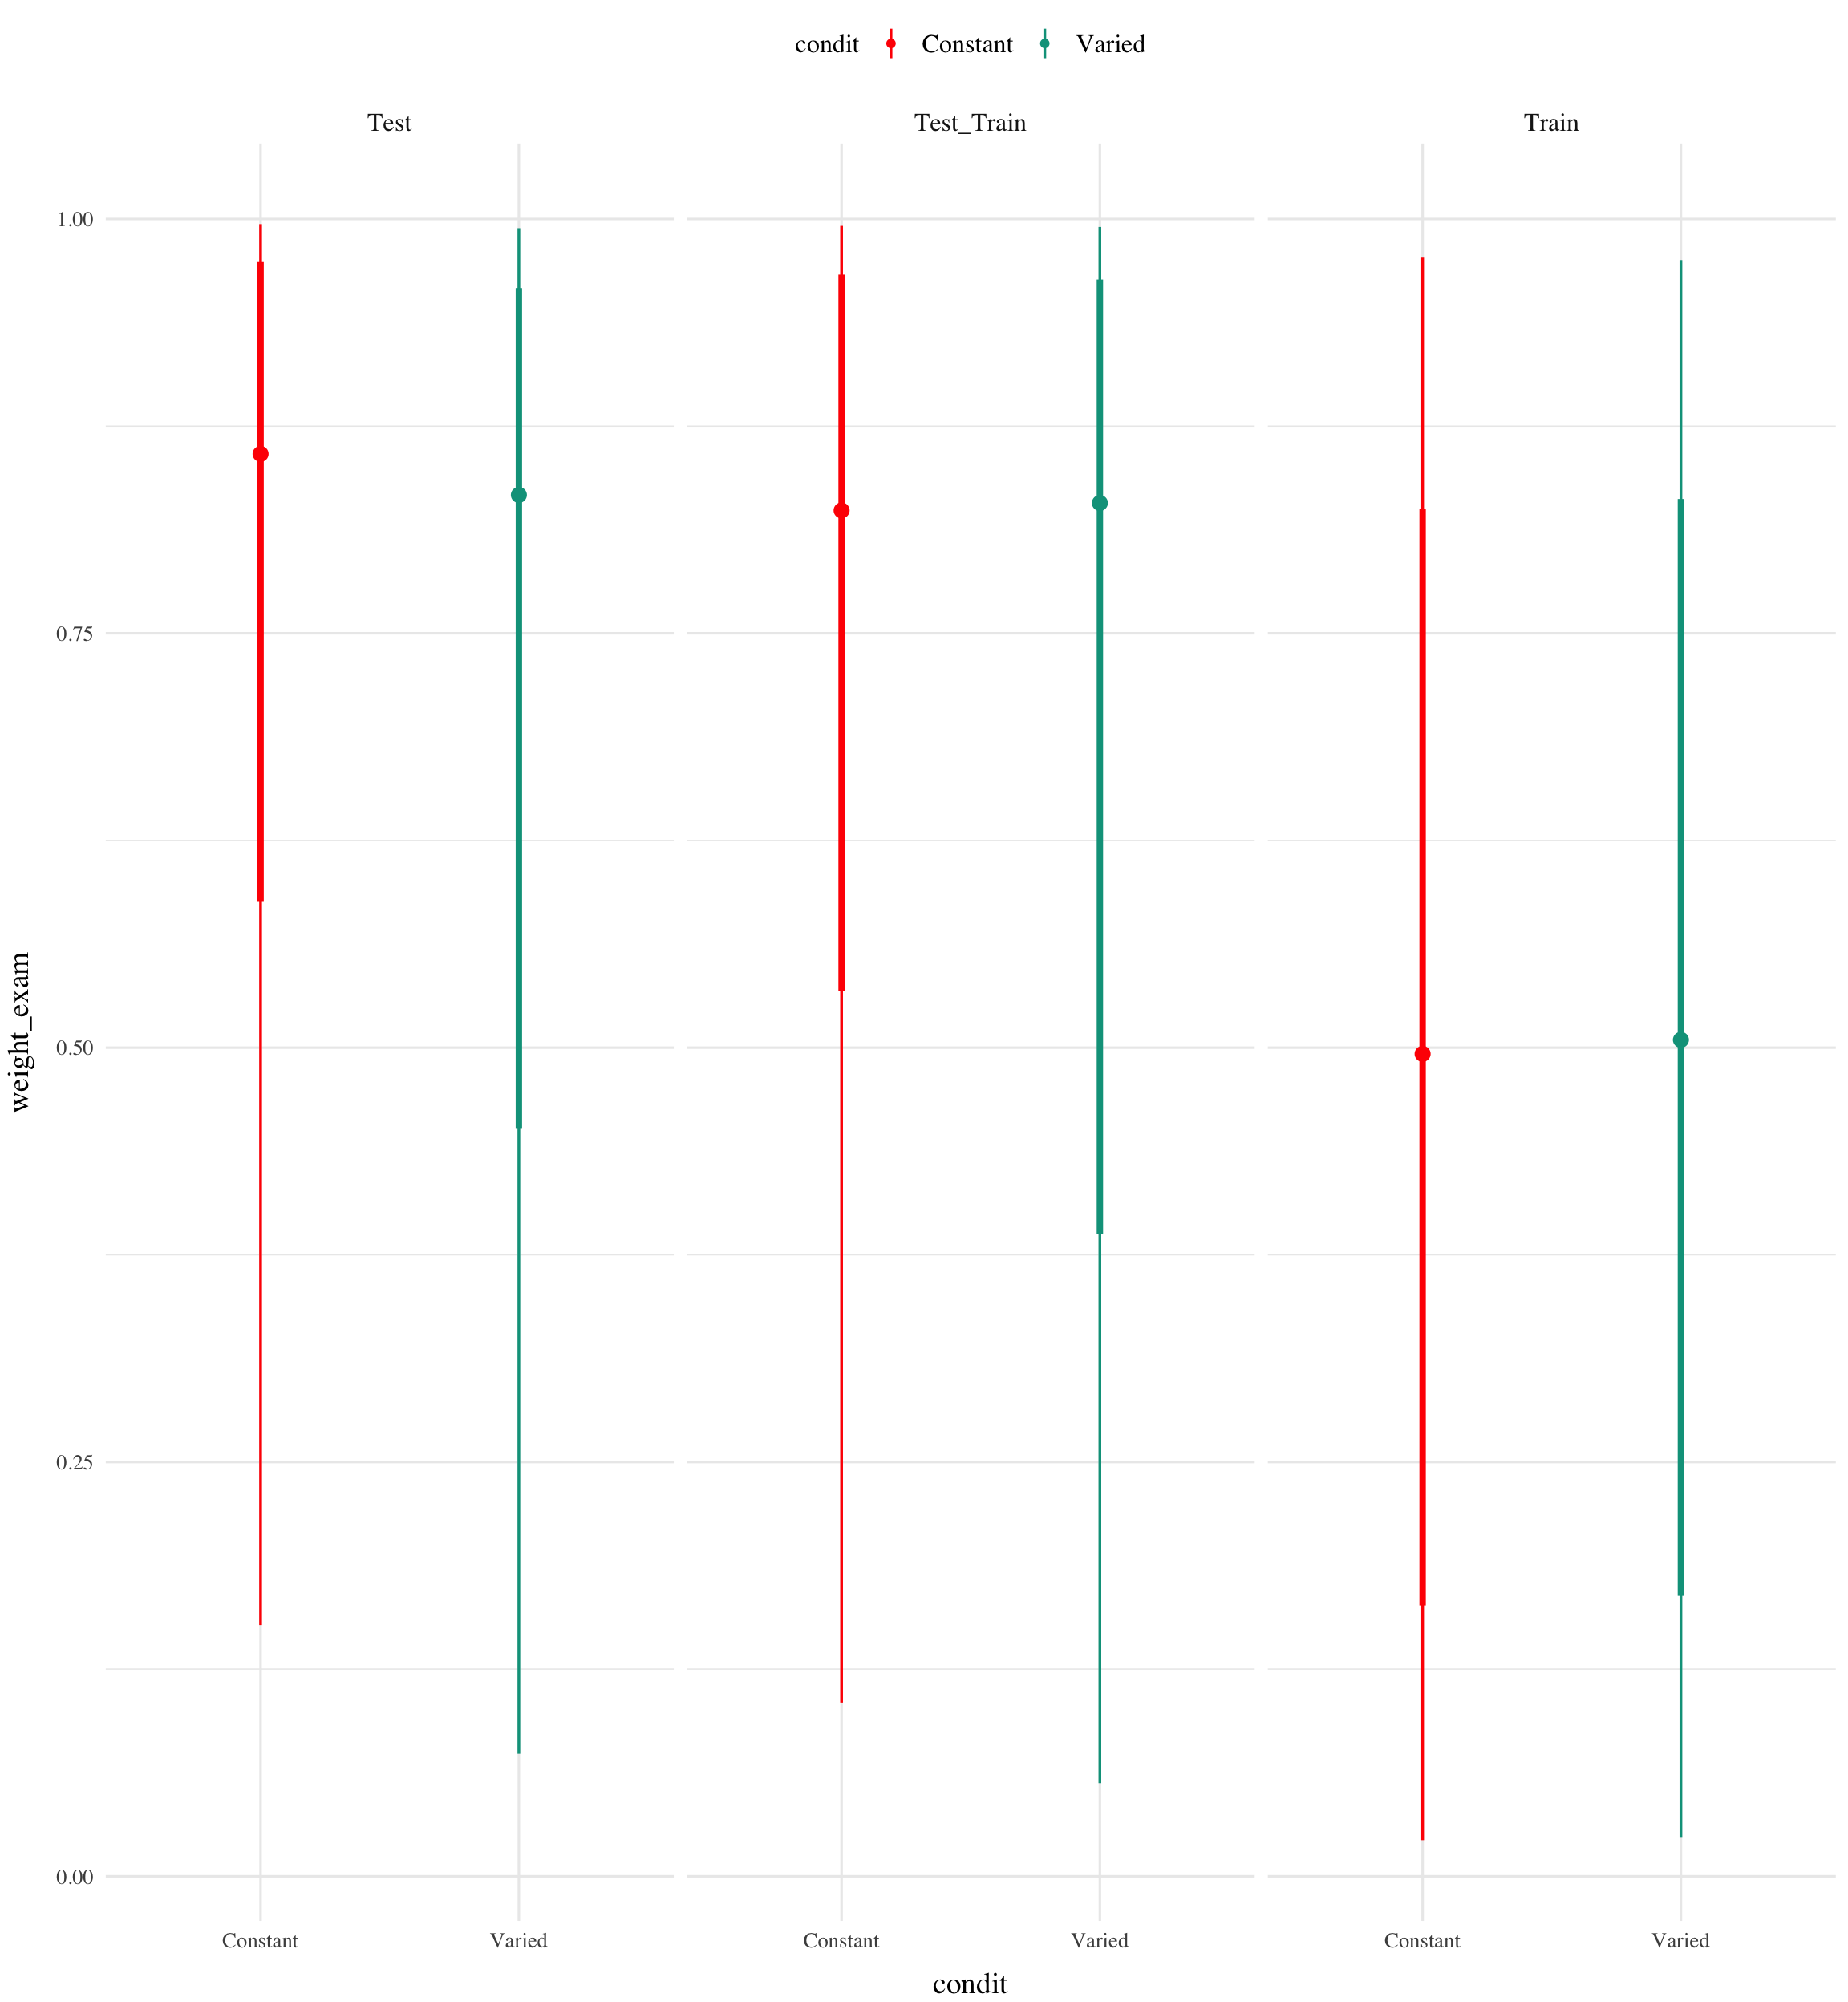 condit Constant Varied
Test Test_Train Train
1.00
0.75
0.50
0.25
0.00
weight_exam
Constant Varied Constant Varied Constant Varied
condit